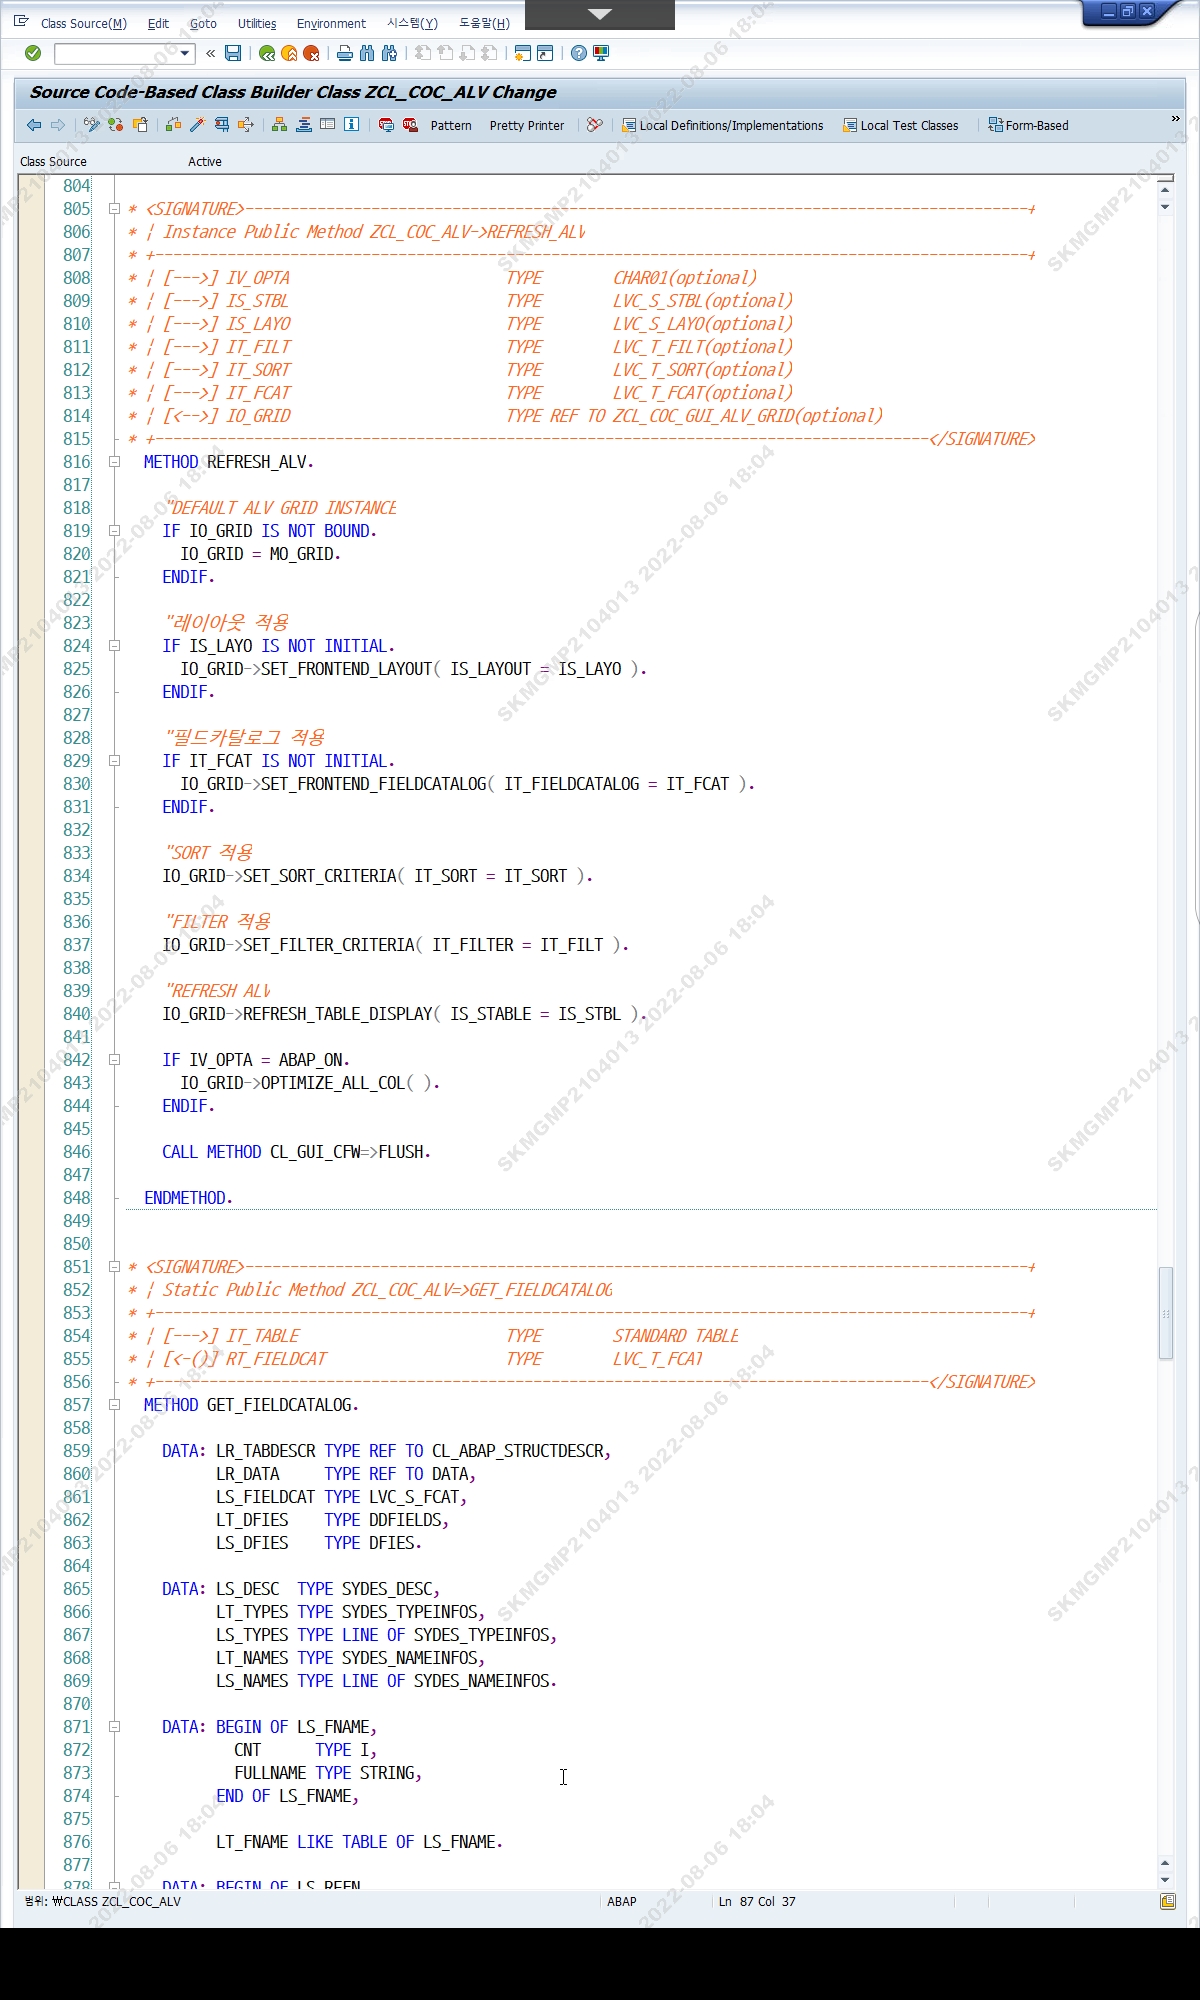 Class Source(M) Edit Goto Utilities Environment 시스템(Y) 도움말(H)
Source Code-Based Class Builder Class ZCL_COC_ALV Change
Pattern Pretty Printer Local Definitions/Implementations Local Test Classes Form-Based
Class Source Active
804
805 * <SIGNATURE>---------------------------------------------------------------------------------------+
806 * | Instance Public Method ZCL_COC_ALV->REFRESH_ALV
807 * +-------------------------------------------------------------------------------------------------+
808 * | [--->] IV_OPTA TYPE CHAR01(optional)
809 * | [--->] IS_STBL TYPE LVC_S_STBL(optional)
810 * | [--->] IS_LAYO TYPE LVC_S_LAYO(optional)
811 * | [--->] IT_FILT TYPE LVC_T_FILT(optional)
812 * | [--->] IT_SORT TYPE LVC_T_SORT(optional)
813 * | [--->] IT_FCAT TYPE LVC_T_FCAT(optional)
814 * | [<-->] IO_GRID TYPE REF TO ZCL_COC_GUI_ALV_GRID(optional)
815 * +--------------------------------------------------------------------------------------</SIGNATURE>
816 METHOD REFRESH_ALV.
817
818 "DEFAULT ALV GRID INSTANCE
819 IF IO_GRID IS NOT BOUND.
820 IO_GRID = MO_GRID.
821 ENDIF.
822
823 "레이아웃 적용
824 IF IS_LAYO IS NOT INITIAL.
825 IO_GRID->SET_FRONTEND_LAYOUT( IS_LAYOUT = IS_LAYO ).
826 ENDIF.
827
828 "필드카탈로그 적용
829 IF IT_FCAT IS NOT INITIAL.
830 IO_GRID->SET_FRONTEND_FIELDCATALOG( IT_FIELDCATALOG = IT_FCAT ).
831 ENDIF.
832
833 "SORT 적용
834 IO_GRID->SET_SORT_CRITERIA( IT_SORT = IT_SORT ).
835
836 "FILTER 적용
837 IO_GRID->SET_FILTER_CRITERIA( IT_FILTER = IT_FILT ).
838
839 "REFRESH ALV
840 IO_GRID->REFRESH_TABLE_DISPLAY( IS_STABLE = IS_STBL ).
841
842 IF IV_OPTA = ABAP_ON.
843 IO_GRID->OPTIMIZE_ALL_COL( ).
844 ENDIF.
845
846 CALL METHOD CL_GUI_CFW=>FLUSH.
847
848 ENDMETHOD.
849
850
851 * <SIGNATURE>---------------------------------------------------------------------------------------+
852 * | Static Public Method ZCL_COC_ALV=>GET_FIELDCATALOG
853 * +-------------------------------------------------------------------------------------------------+
854 * | [--->] IT_TABLE TYPE STANDARD TABLE
855 * | [<-()] RT_FIELDCAT TYPE LVC_T_FCAT
856 * +--------------------------------------------------------------------------------------</SIGNATURE>
857 METHOD GET_FIELDCATALOG.
858
859 DATA: LR_TABDESCR TYPE REF TO CL_ABAP_STRUCTDESCR,
860 LR_DATA TYPE REF TO DATA,
861 LS_FIELDCAT TYPE LVC_S_FCAT,
862 LT_DFIES TYPE DDFIELDS,
863 LS_DFIES TYPE DFIES.
864
865 DATA: LS_DESC TYPE SYDES_DESC,
866 LT_TYPES TYPE SYDES_TYPEINFOS,
867 LS_TYPES TYPE LINE OF SYDES_TYPEINFOS,
868 LT_NAMES TYPE SYDES_NAMEINFOS,
869 LS_NAMES TYPE LINE OF SYDES_NAMEINFOS.
870
871 DATA: BEGIN OF LS_FNAME,
872 CNT TYPE I,
873 FULLNAME TYPE STRING,
874 END OF LS_FNAME,
875
876 LT_FNAME LIKE TABLE OF LS_FNAME.
877
878 DATA: BEGIN OF LS_REFN
범위: ₩CLASS ZCL_COC_ALV ABAP Ln 87 Col 37
SKMGMP2104013 2022-08-06 18:04